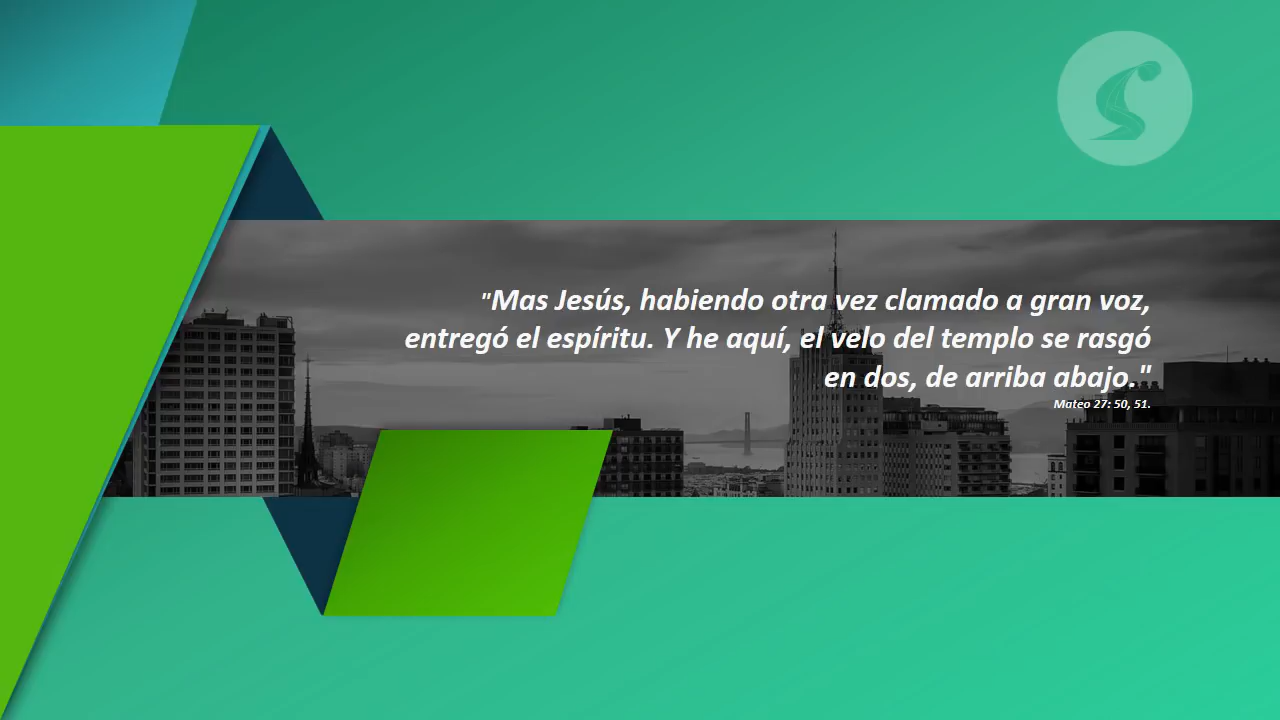 "Mas Jesús, habiendo otra vez clamado a gran voz,
entregó el espíritu. Y he aquí, el velo del templo se rasgó
en dos, de arriba abajo."
Mateo 27: 50, 51.